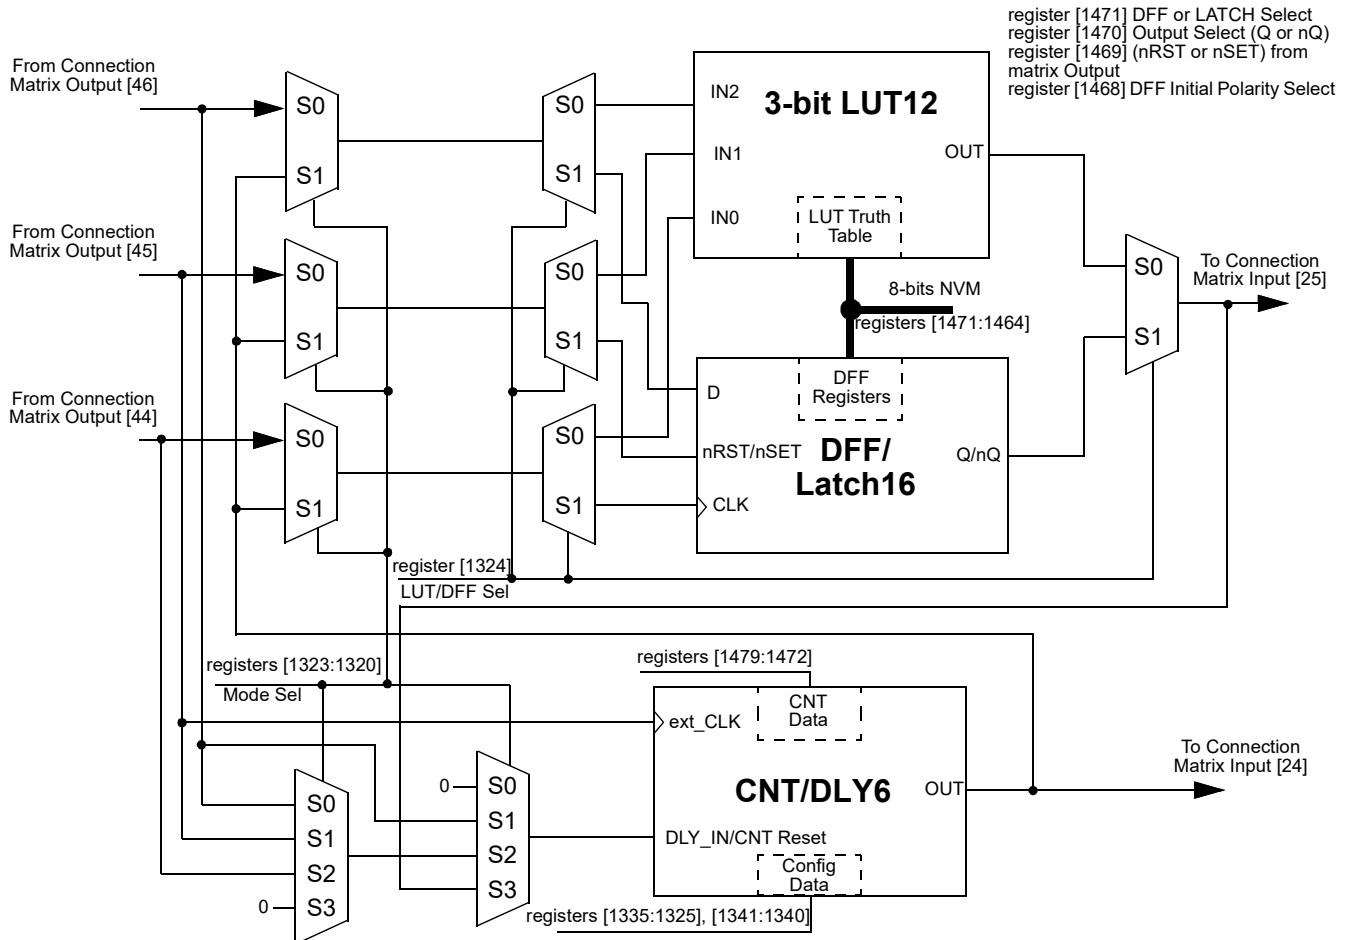 register [1471] DFF or LATCH Select
register [1470] Output Select (Q or nQ)
register [1469] (nRST or nSET) from
matrix Output
register [1468] DFF Initial Polarity Select
From Connection
Matrix Output [46]
S0
S1
S0
S1
IN2
3-bit LUT12
IN1
OUT
IN0
LUT Truth
Table
From Connection
Matrix Output [45]
S0
S1
S0
S1
8-bits NVM
registers [1471:1464]
S0
S1
To Connection
Matrix Input [25]
From Connection
Matrix Output [44]
S0
S1
S0
S1
D
DFF
Registers
nRST/nSET
DFF/
Latch16
Q/nQ
CLK
register [1324]
LUT/DFF Sel
registers [1323:1320]
Mode Sel
registers [1479:1472]
CNT
Data
ext_CLK
CNT/DLY6
OUT
To Connection
Matrix Input [24]
DLY_IN/CNT Reset
Config
Data
0
S0
S1
S2
S3
S0
S1
S2
0
S3
registers [1335:1325], [1341:1340]